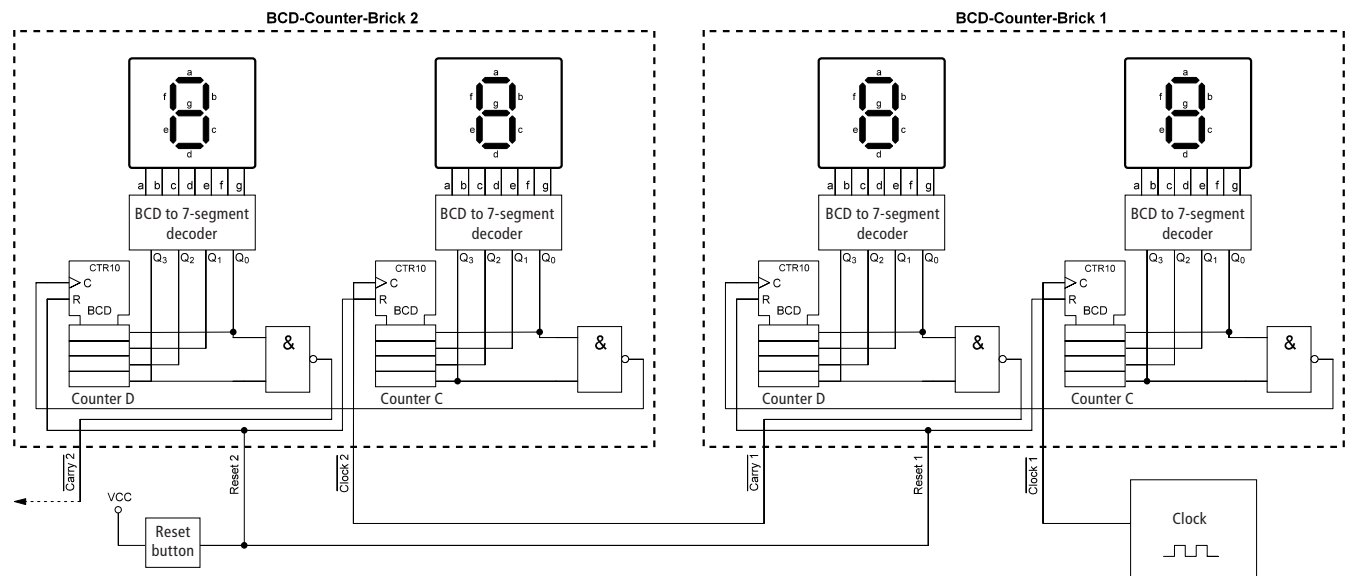 BCD-Counter-Brick 2
BCD-Counter-Brick 1
a
f
b
g
e
c
d
a
f
b
g
e
c
d
a
f
b
g
e
c
d
a
f
b
g
e
c
d
a b c d e f g
a b c d e f g
a b c d e f g
a b c d e f g
BCD to 7-segment
decoder
BCD to 7-segment
decoder
BCD to 7-segment
decoder
BCD to 7-segment
decoder
Q3 Q2 Q1 Q0
Q3 Q2 Q1 Q0
Q3 Q2 Q1 Q0
Q3 Q2 Q1 Q0
CTR10
C
R
BCD
&
CTR10
C
R
BCD
&
CTR10
C
R
BCD
&
CTR10
C
R
BCD
&
Counter D
Counter C
Counter D
Counter C
Carry 2
Reset 2
Clock 2
Carry 1
Reset 1
Clock 1
VCC
Reset
button
Clock